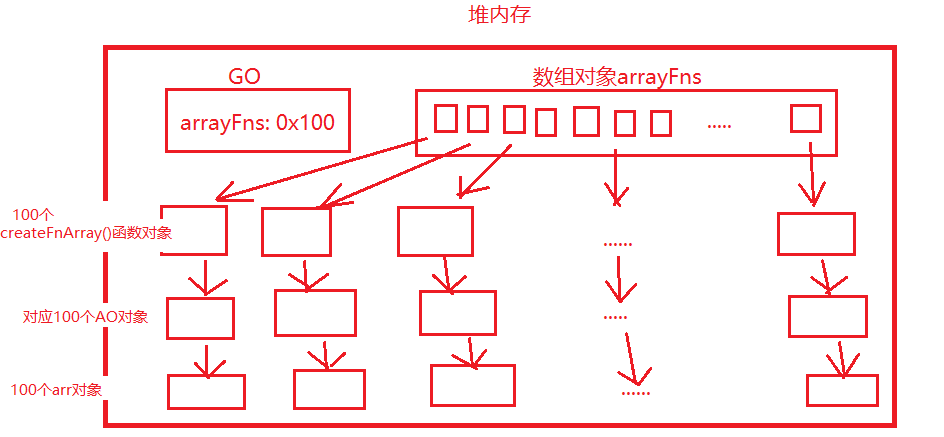 堆内存
GO
数组对象arrayFns
arrayFns: 0x100
.....
100个
createFnArray()函数对象
......
对应100个AO对象
.....
100个arr对象
......